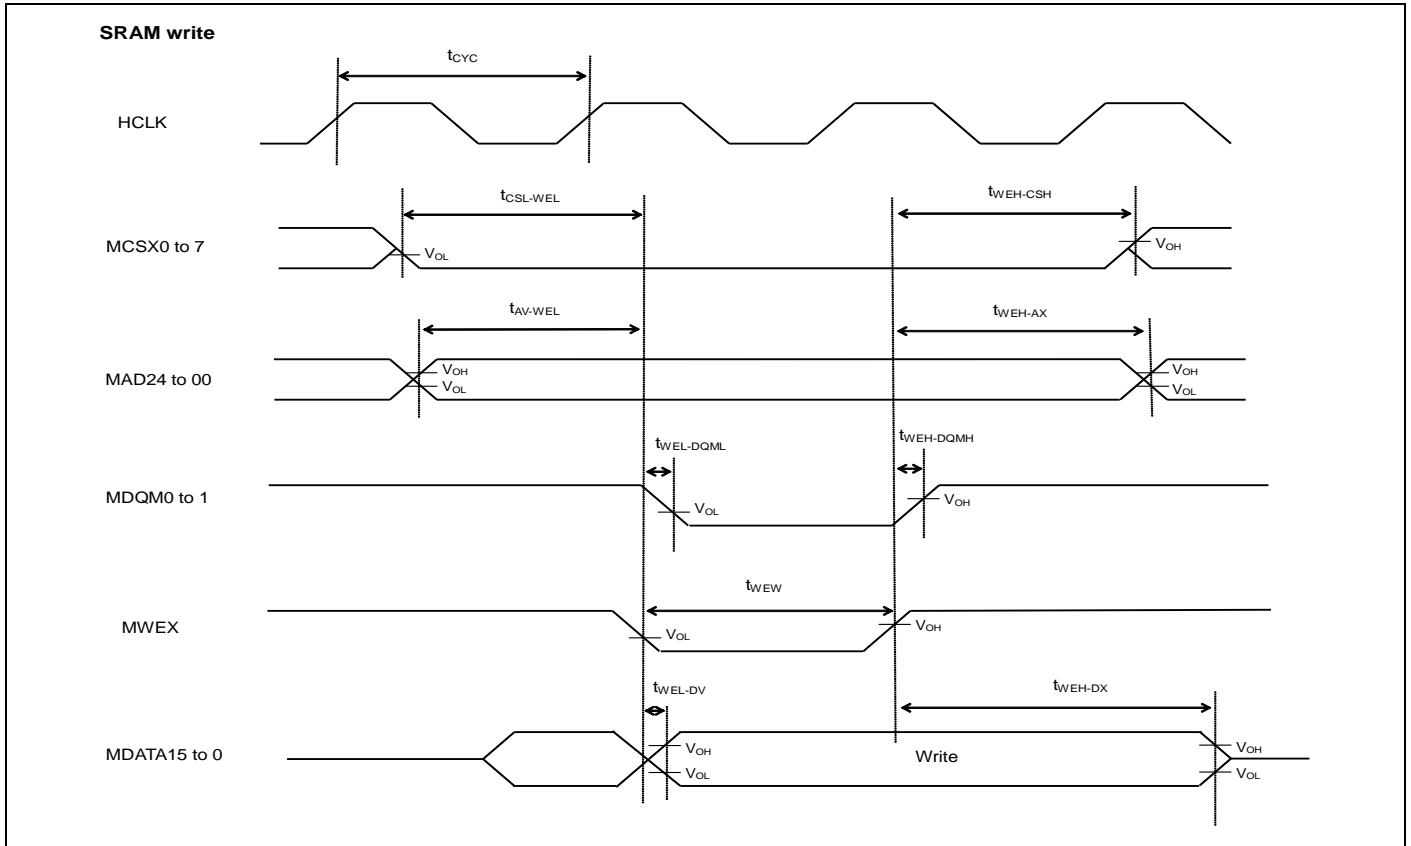 SRAM write
tCYC
HCLK
tCSL-WEL
tWEH-CSH
MCSX0 to 7
VOL
VOH
tAV-WEL
tWEH-AX
MAD24 to 00
VOH
VOL
VOH
VOL
tWEL-DQML
tWEH-DQMH
MDQM0 to 1
VOL
VOH
tWEW
MWEX
VOL
VOH
tWEL-DV
tWEH-DX
MDATA15 to 0
VOH
VOL
Write
VOH
VOL